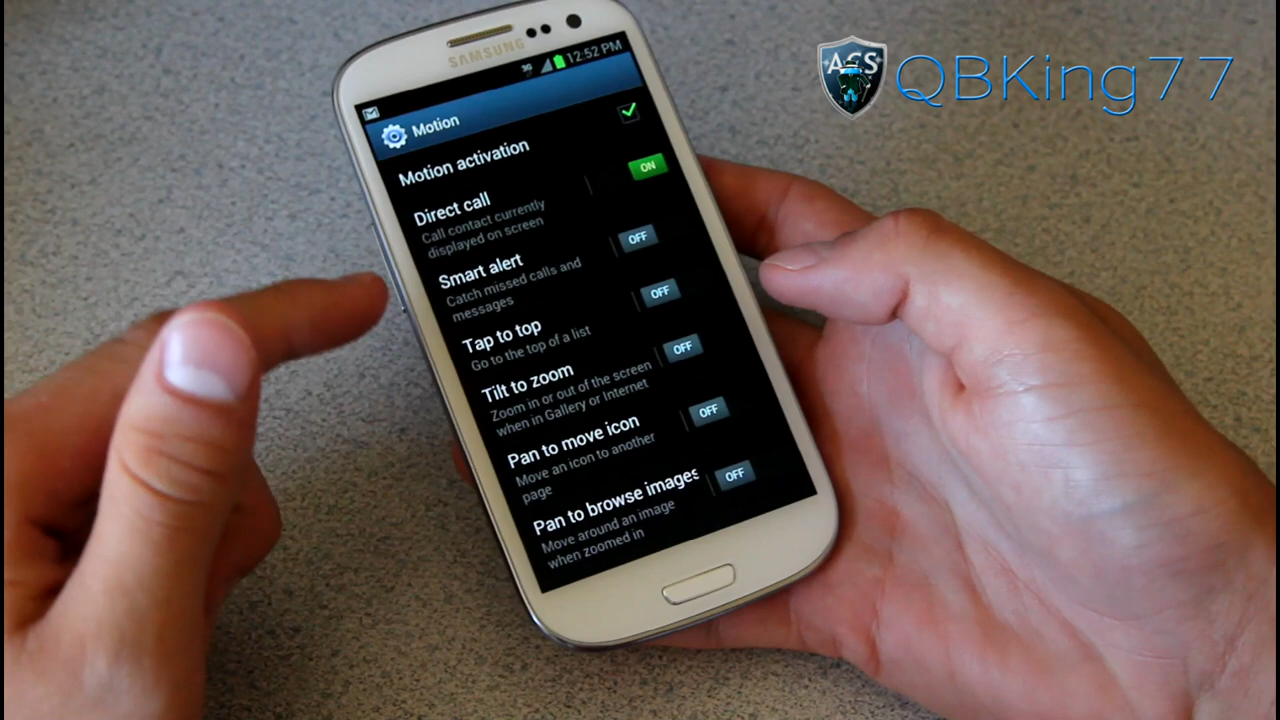 ACS
QBKing77
SAMSUNG
3G
12:52 PM
Motion
Motion activation
Direct call
ON
Call contact currently
displayed on screen
Smart alert
OFF
Catch missed calls and
messages
Tap to top
OFF
Go to the top of a list
Tilt to zoom
OFF
Zoom in or out of the screen
when in Gallery or Internet
Pan to move icon
OFF
Move an icon to another
page
Pan to browse images
OFF
Move around an image
when zoomed in